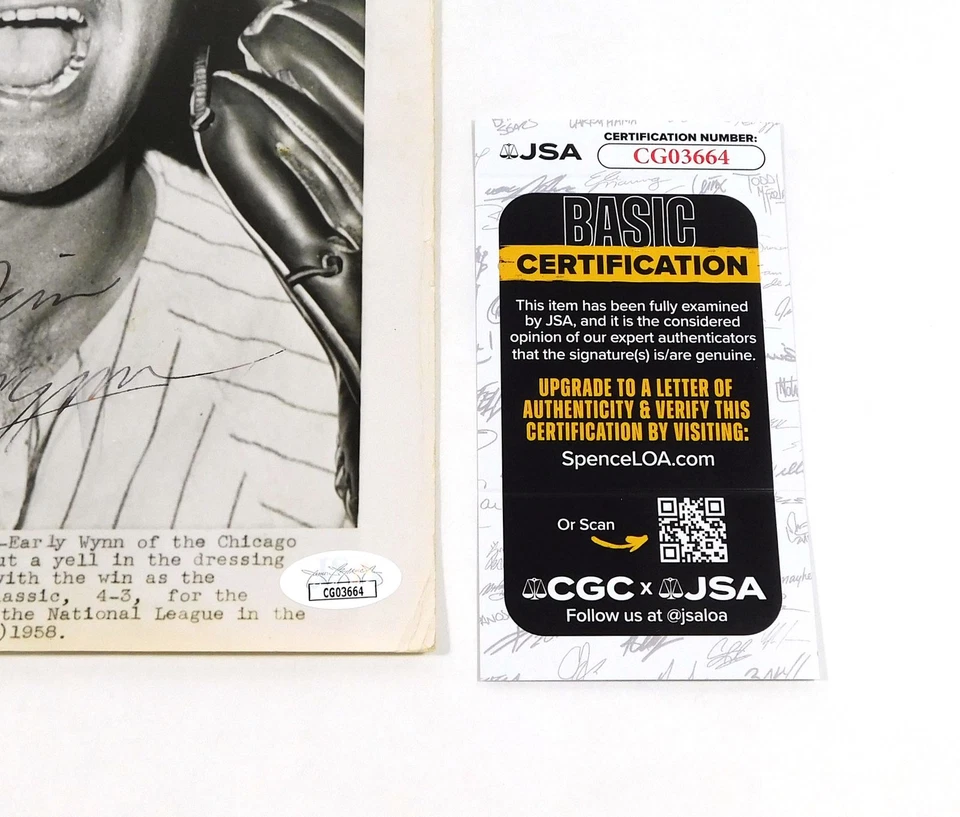 -Early Wynn of the Chicago
ut a yell in the dressing
with the win as the
assic, 4-3, for the
the National League in the
)1958.
CG03664
JSA
CERTIFICATION NUMBER:
CG03664
BASIC
CERTIFICATION
This item has been fully examined
by JSA, and it is the considered
opinion of our expert authenticators
that the signature(s) is/are genuine.
UPGRADE TO A LETTER OF
AUTHENTICITY & VERIFY THIS
CERTIFICATION BY VISITING:
SpenceLOA.com
Or Scan
CGC x JSA
Follow us at @jsaloa